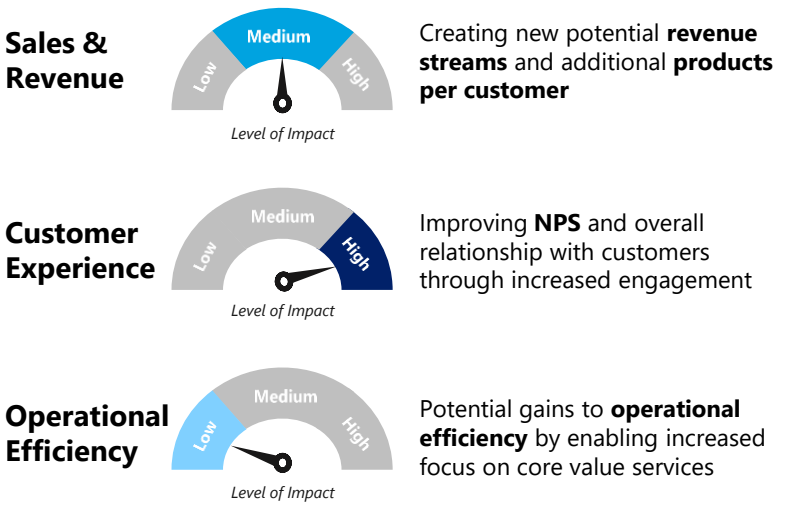 Sales &
Revenue
Low
Medium
High
Level of Impact
Creating new potential revenue
streams and additional products
per customer
Customer
Experience
Low
Medium
High
Level of Impact
Improving NPS and overall
relationship with customers
through increased engagement
Operational
Efficiency
Low
Medium
High
Level of Impact
Potential gains to operational
efficiency by enabling increased
focus on core value services